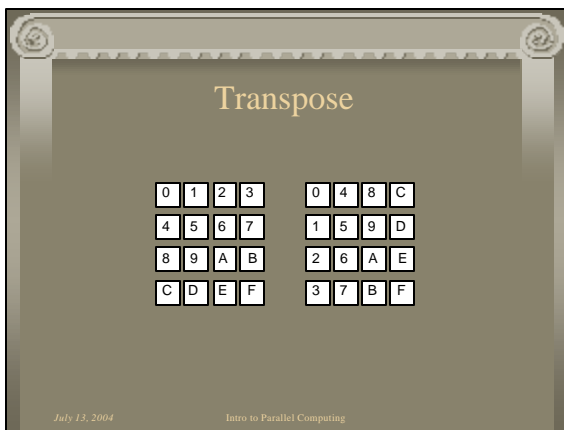 Transpose
0 1 2 3 0 4 8 C
4 5 6 7 1 5 9 D
8 9 A B 2 6 A E
C D E F 3 7 B F
July 13, 2004 Intro to Parallel Computing